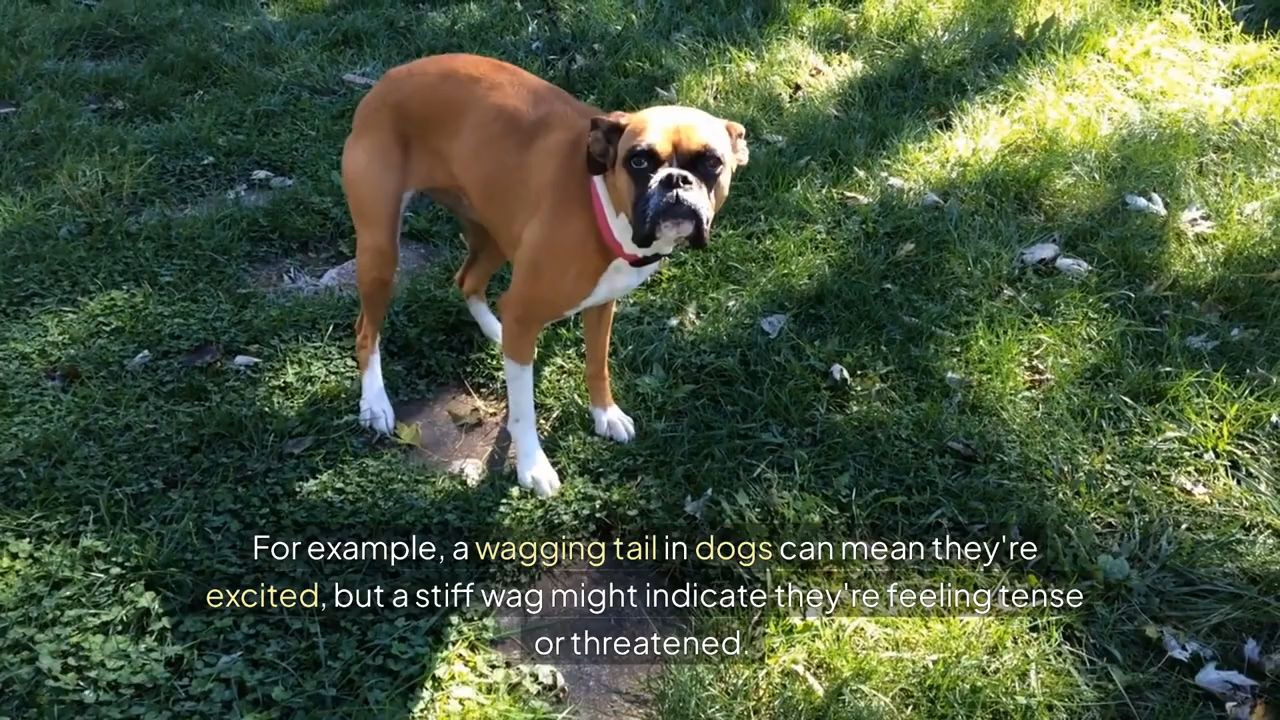 For example, a wagging tail in dogs can mean they're
excited, but a stiff wag might indicate they're feeling tense
or threatened.